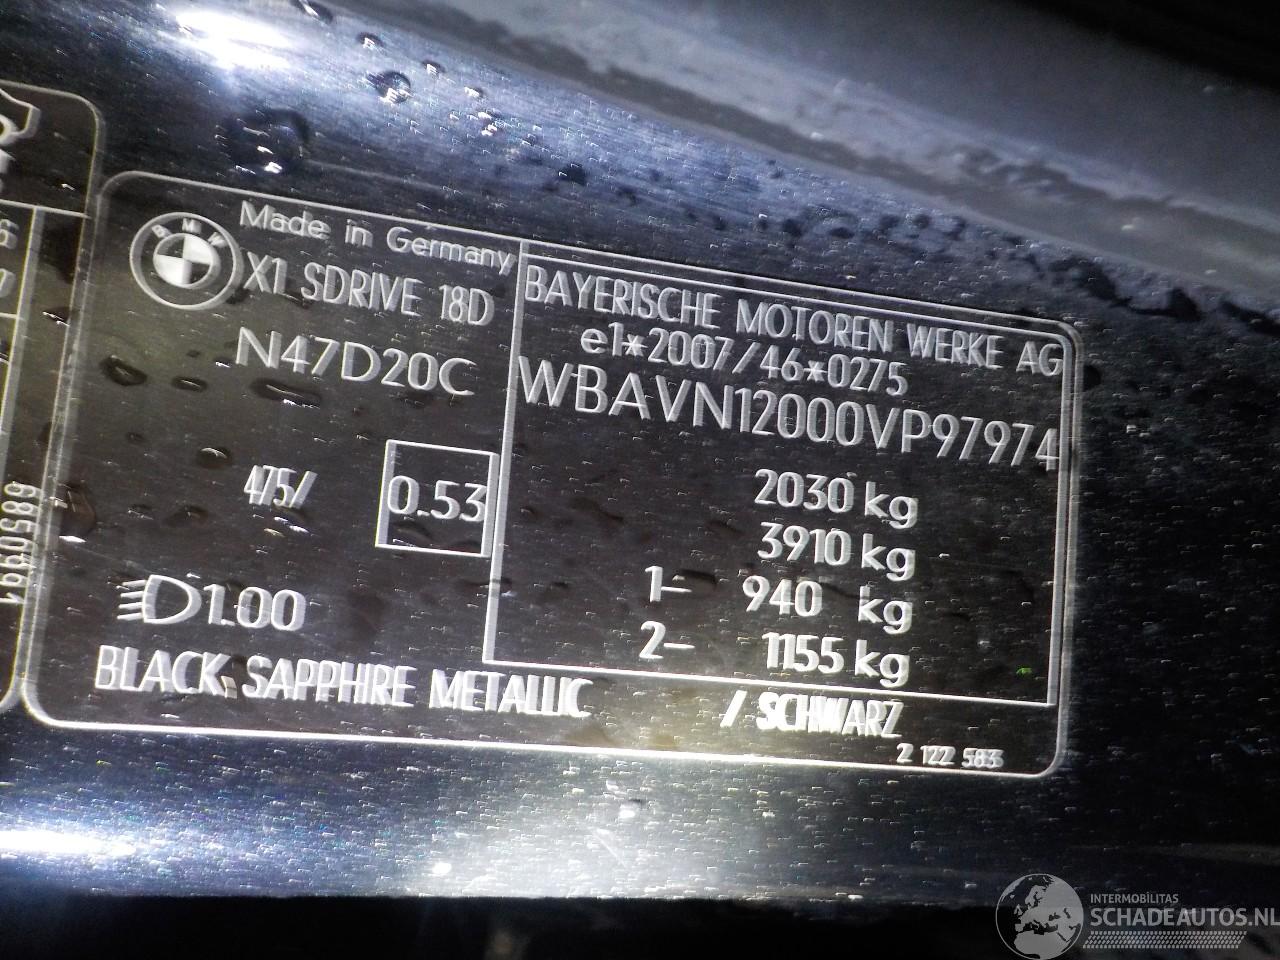 Made in Germany
BMW
X1 SDRIVE 18D
N47D20C
475/
0.53
1.00
BAYERISCHE MOTOREN WERKE AG
e1*2007/46*0275
WBAVN12000VP97974
2030 kg
3910 kg
1- 940 kg
2- 1155 kg
BLACK SAPPHIRE METALLIC / SCHWARZ
2 122 583
INTERMOBILITAS
SCHADEAUTOS.NL